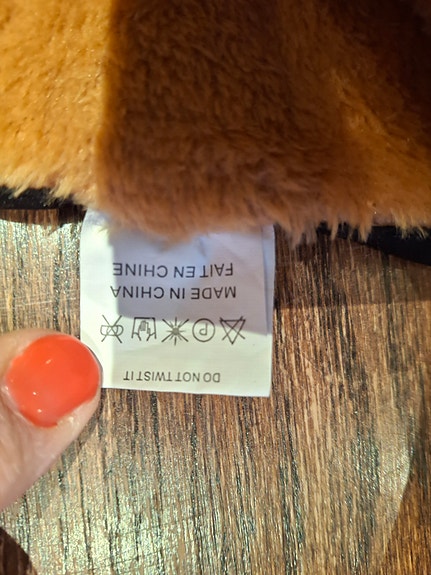 DO NOT TWIST IT
P
MADE IN CHINA
FAIT EN CHINE